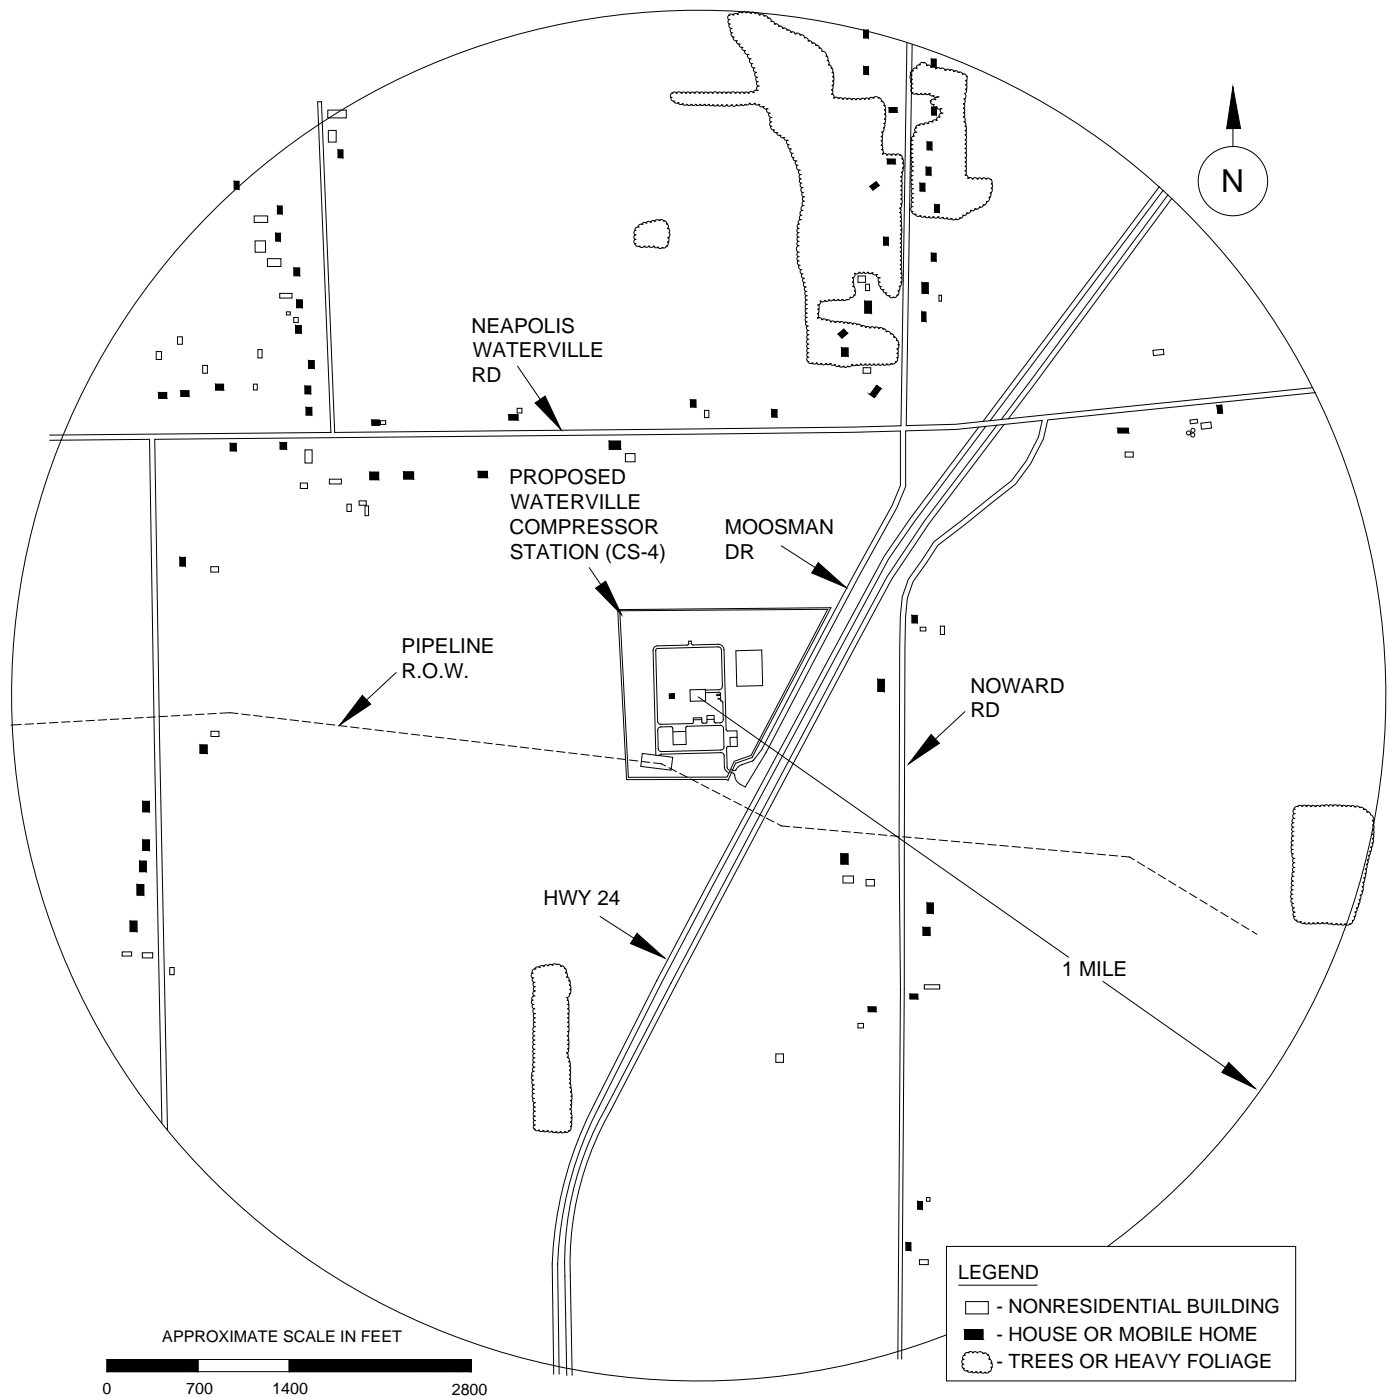 N
NEAPOLIS
WATERVILLE
RD
PROPOSED
WATERVILLE
COMPRESSOR
STATION (CS-4)
MOOSMAN
DR
PIPELINE
R.O.W.
NOWARD
RD
HWY 24
1 MILE
LEGEND
- NONRESIDENTIAL BUILDING
- HOUSE OR MOBILE HOME
- TREES OR HEAVY FOLIAGE
APPROXIMATE SCALE IN FEET
0 700 1400 2800